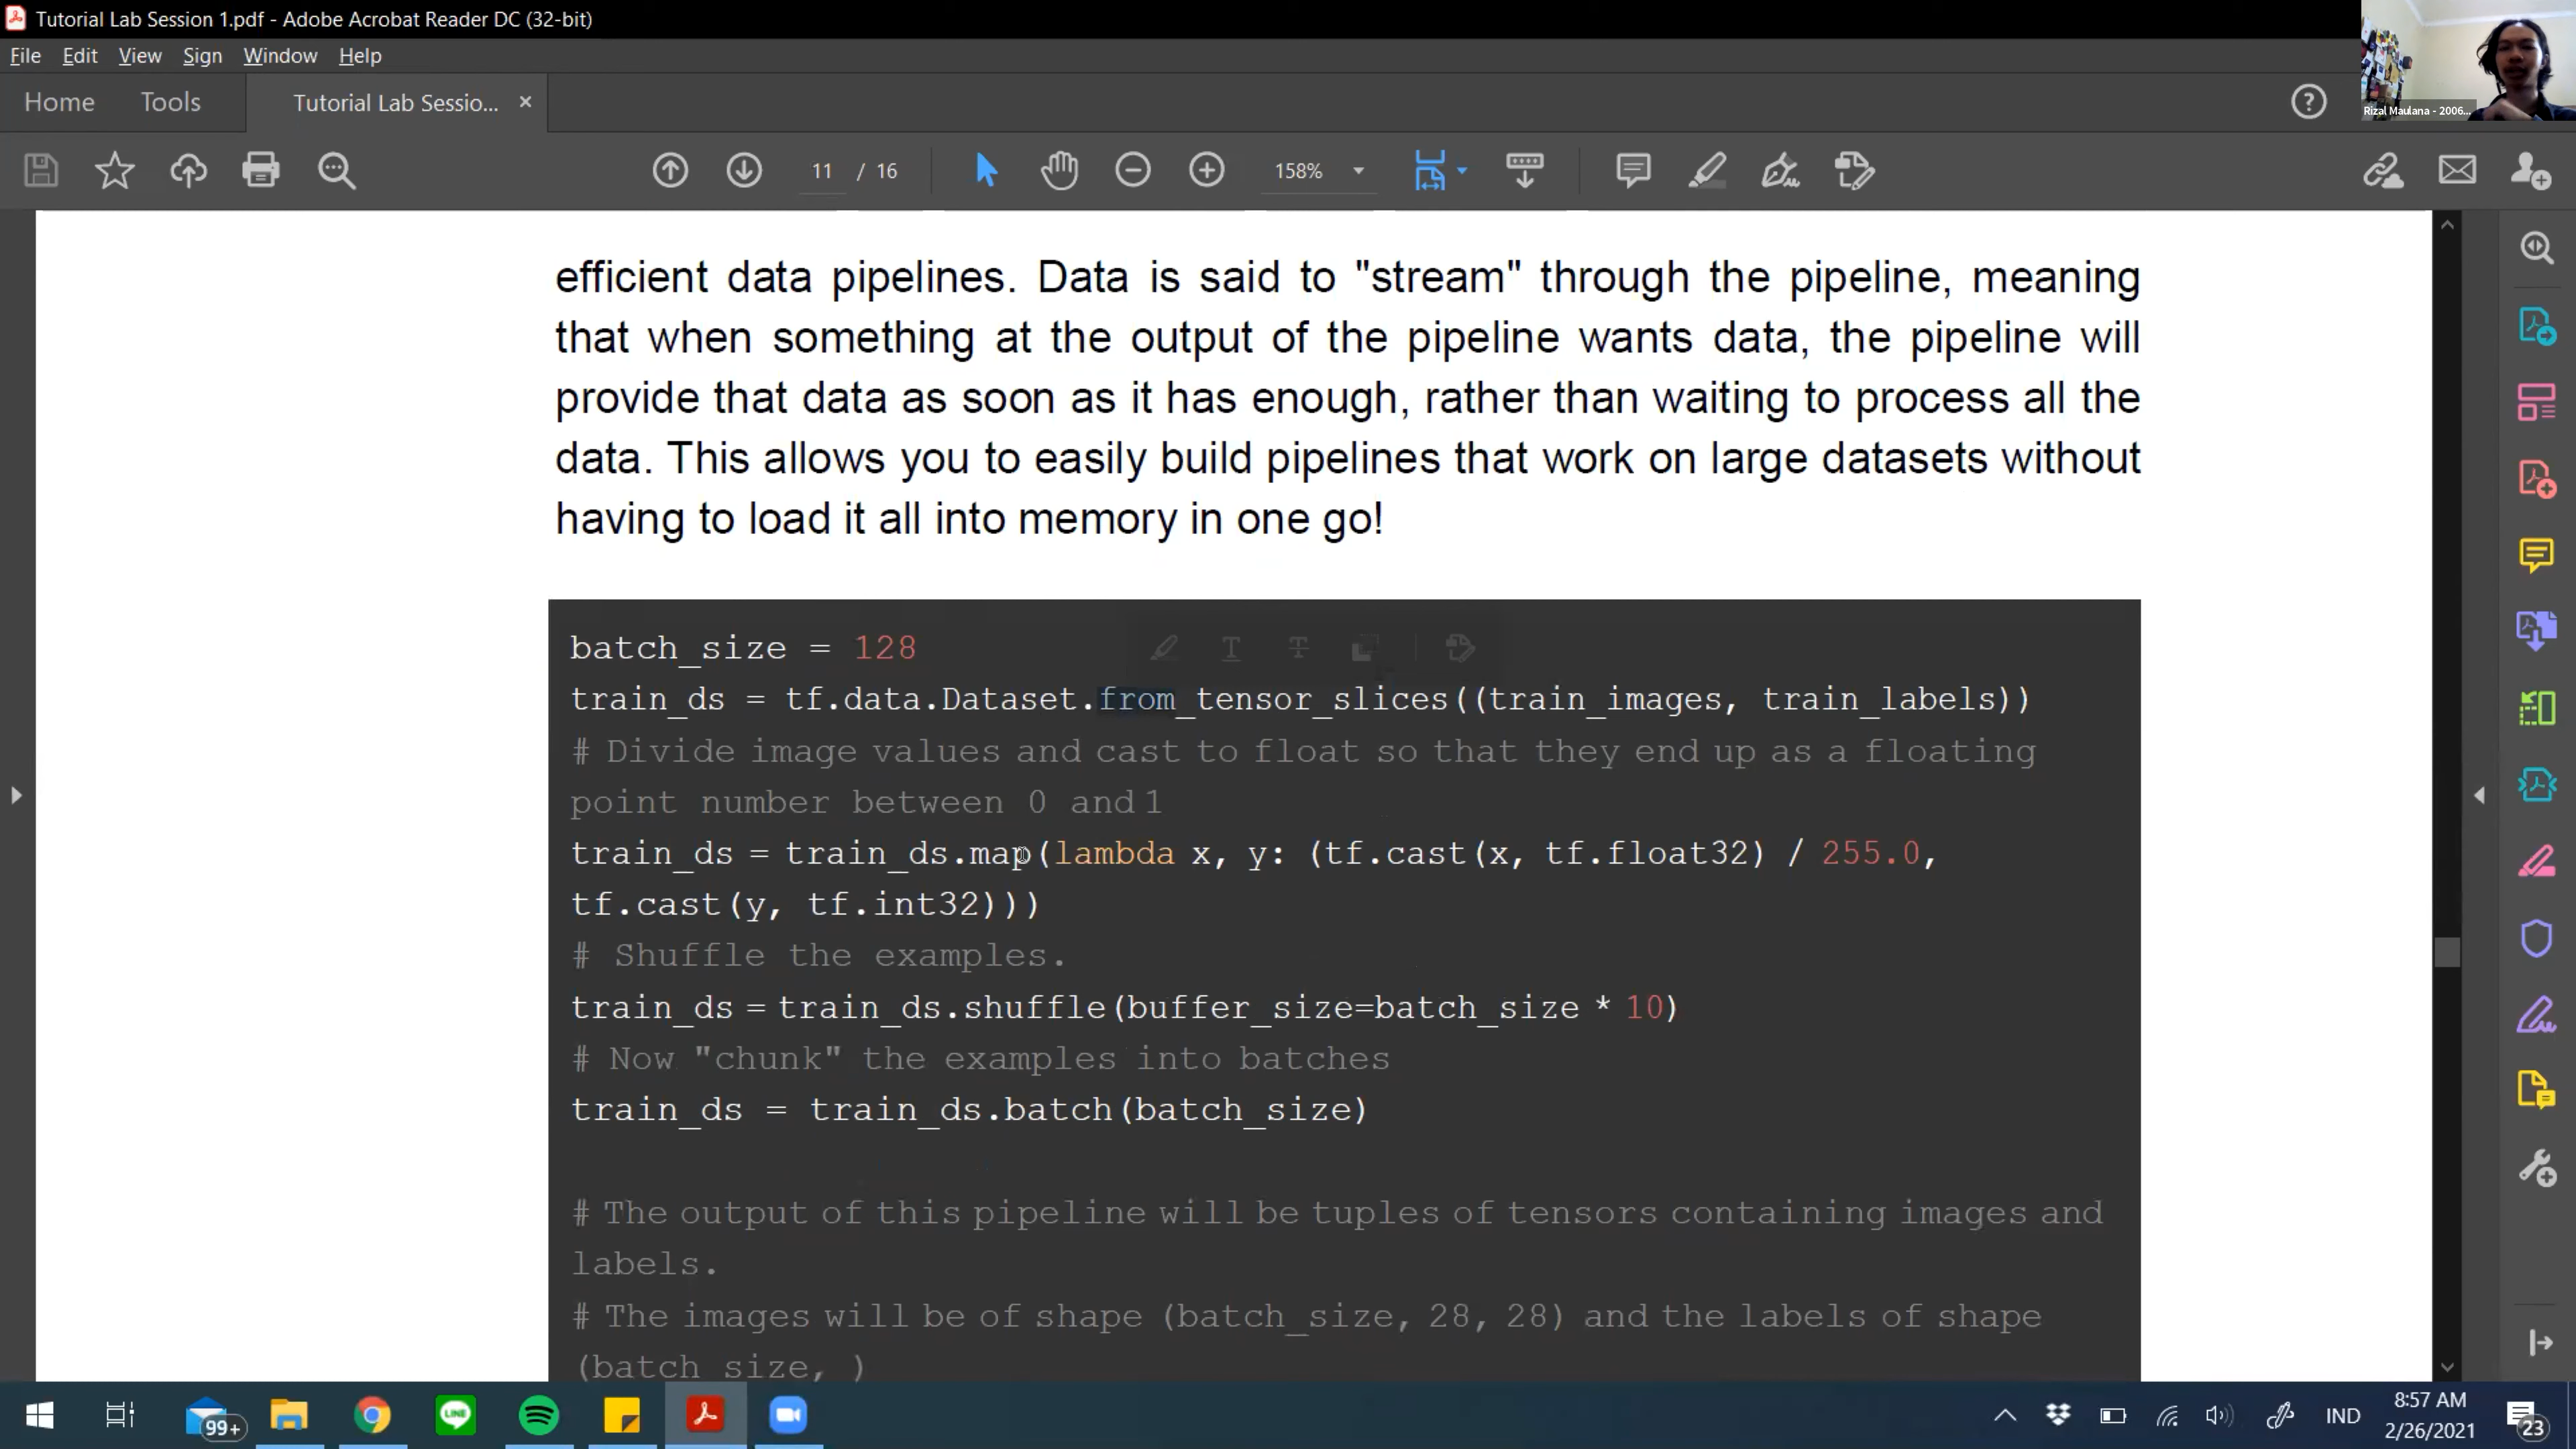 Tutorial Lab Session 1.pdf - Adobe Acrobat Reader DC (32-bit)
File Edit View Sign Window Help
Home Tools Tutorial Lab Sessio... ×
Rizal Maulana - 2006...
11 / 16 158%
efficient data pipelines. Data is said to "stream" through the pipeline, meaning
that when something at the output of the pipeline wants data, the pipeline will
provide that data as soon as it has enough, rather than waiting to process all the
data. This allows you to easily build pipelines that work on large datasets without
having to load it all into memory in one go!
batch_size = 128
train_ds = tf.data.Dataset.from_tensor_slices((train_images, train_labels))
# Divide image values and cast to float so that they end up as a floating
point number between 0 and 1
train_ds = train_ds.map(lambda x, y: (tf.cast(x, tf.float32) / 255.0,
tf.cast(y, tf.int32)))
# Shuffle the examples.
train_ds = train_ds.shuffle(buffer_size=batch_size * 10)
# Now "chunk" the examples into batches
train_ds = train_ds.batch(batch_size)
# The output of this pipeline will be tuples of tensors containing images and
labels.
# The images will be of shape (batch_size, 28, 28) and the labels of shape
(batch_size, )
99+ LINE IND 8:57 AM
2/26/2021 23